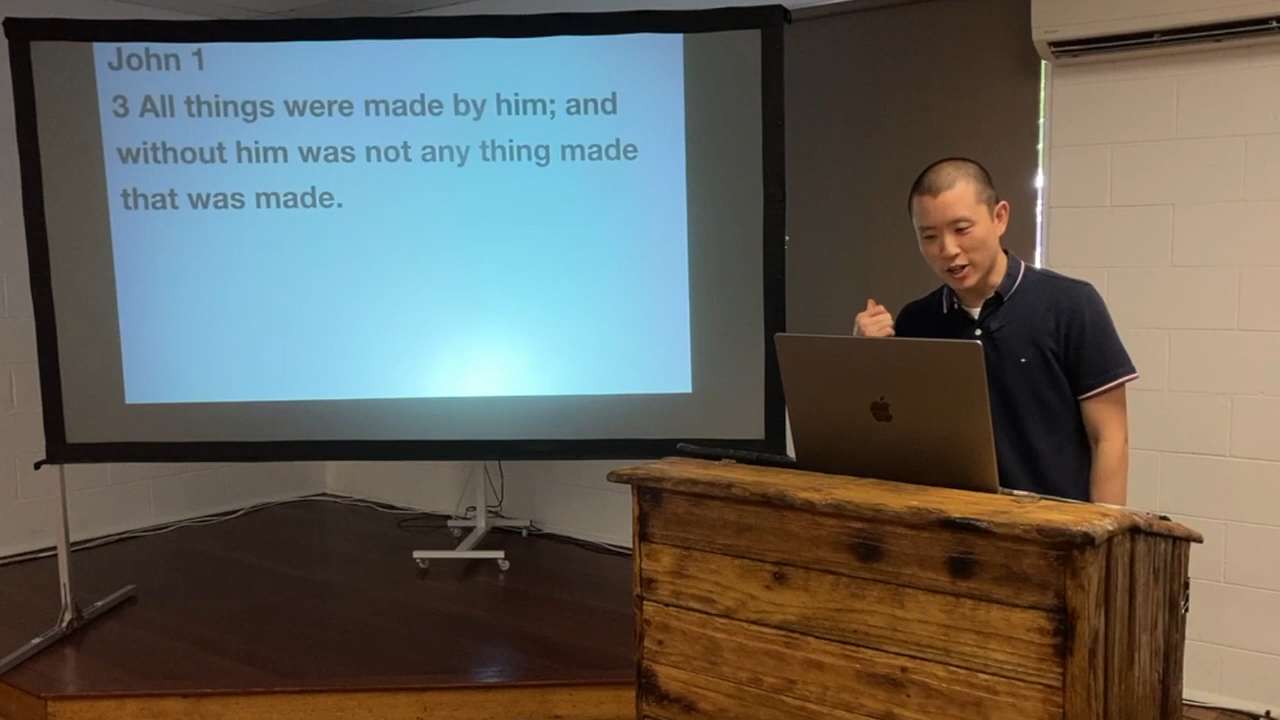 John 1
3 All things were made by him; and
without him was not any thing made
that was made.